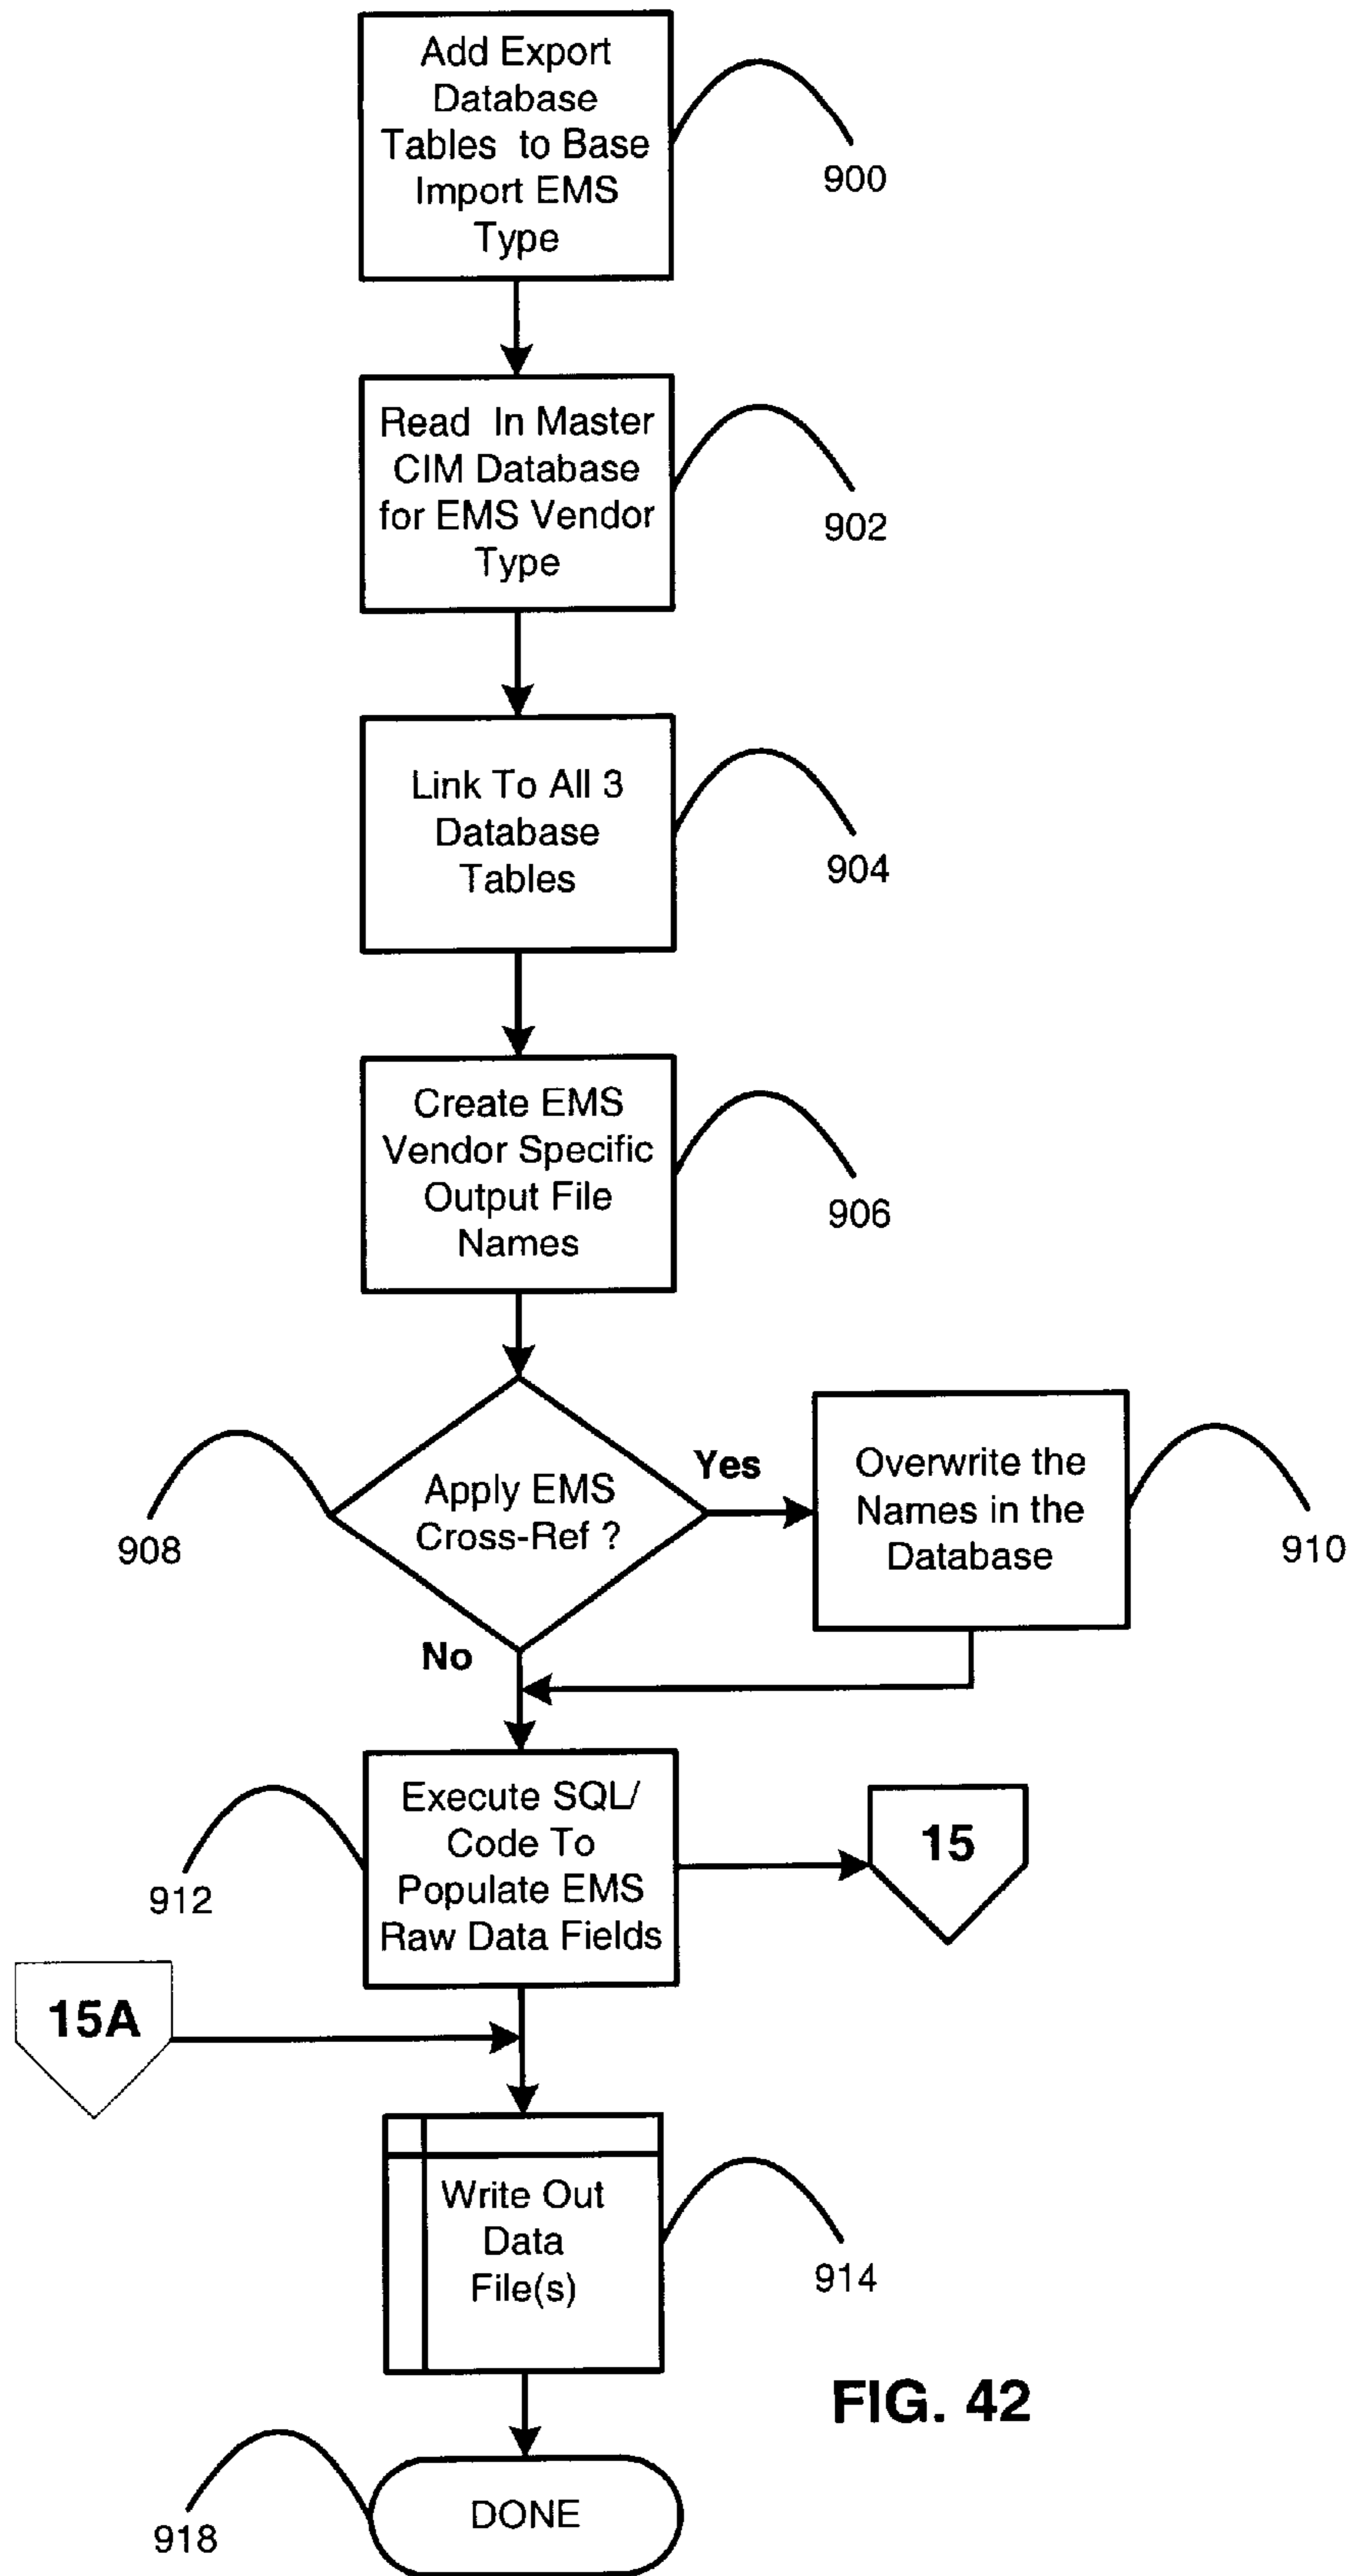 Add Export
Database
Tables to Base
Import EMS
Type
900
Read In Master
CIM Database
for EMS Vendor
Type
902
Link To All 3
Database
Tables
904
Create EMS
Vendor Specific
Output File
Names
906
Apply EMS
Cross-Ref ?
908
Yes
Overwrite the
Names in the
Database
910
No
Execute SQL/
Code To
Populate EMS
Raw Data Fields
912
15
15A
Write Out
Data
File(s)
914
FIG. 42
DONE
918